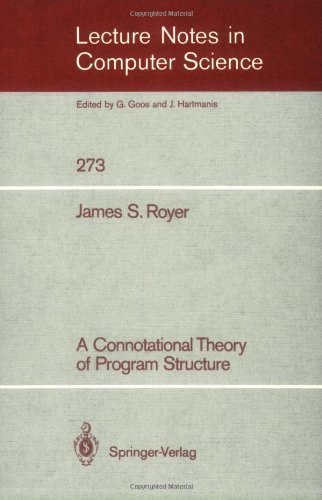 Lecture Notes in
Computer Science
Edited by G. Goos and J. Hartmanis
273
James S. Royer
A Connotational Theory
of Program Structure
Springer-Verlag